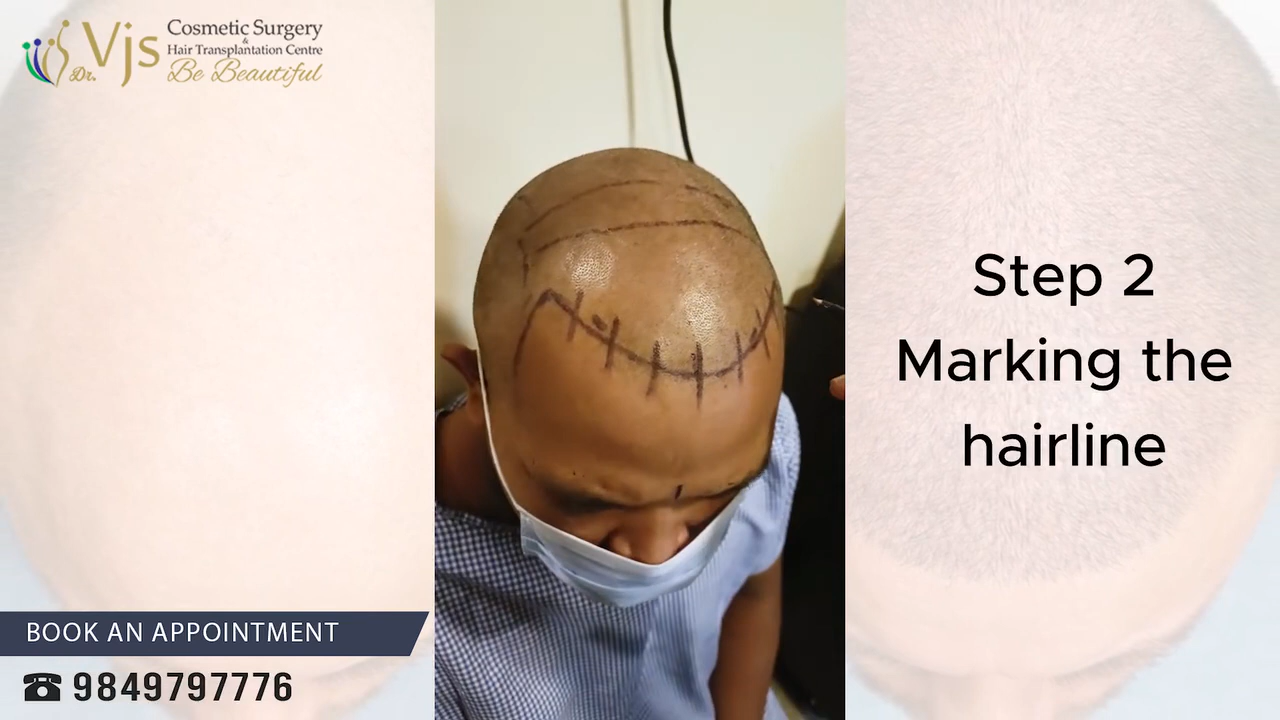 Dr. Vjs
Cosmetic Surgery
&
Hair Transplantation Centre
Be Beautiful
Step 2
Marking the
hairline
BOOK AN APPOINTMENT
9849797776